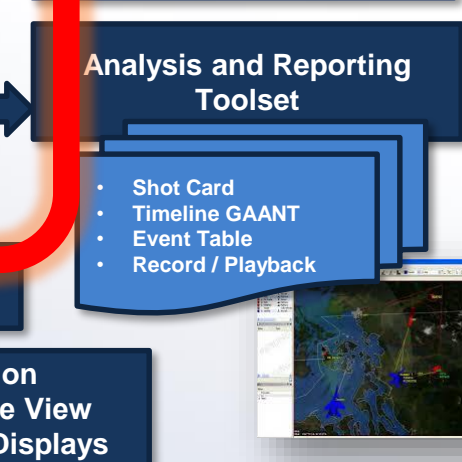 Analysis and Reporting
Toolset
• Shot Card
• Timeline GAANT
• Event Table
• Record / Playback
on
e View
Displays